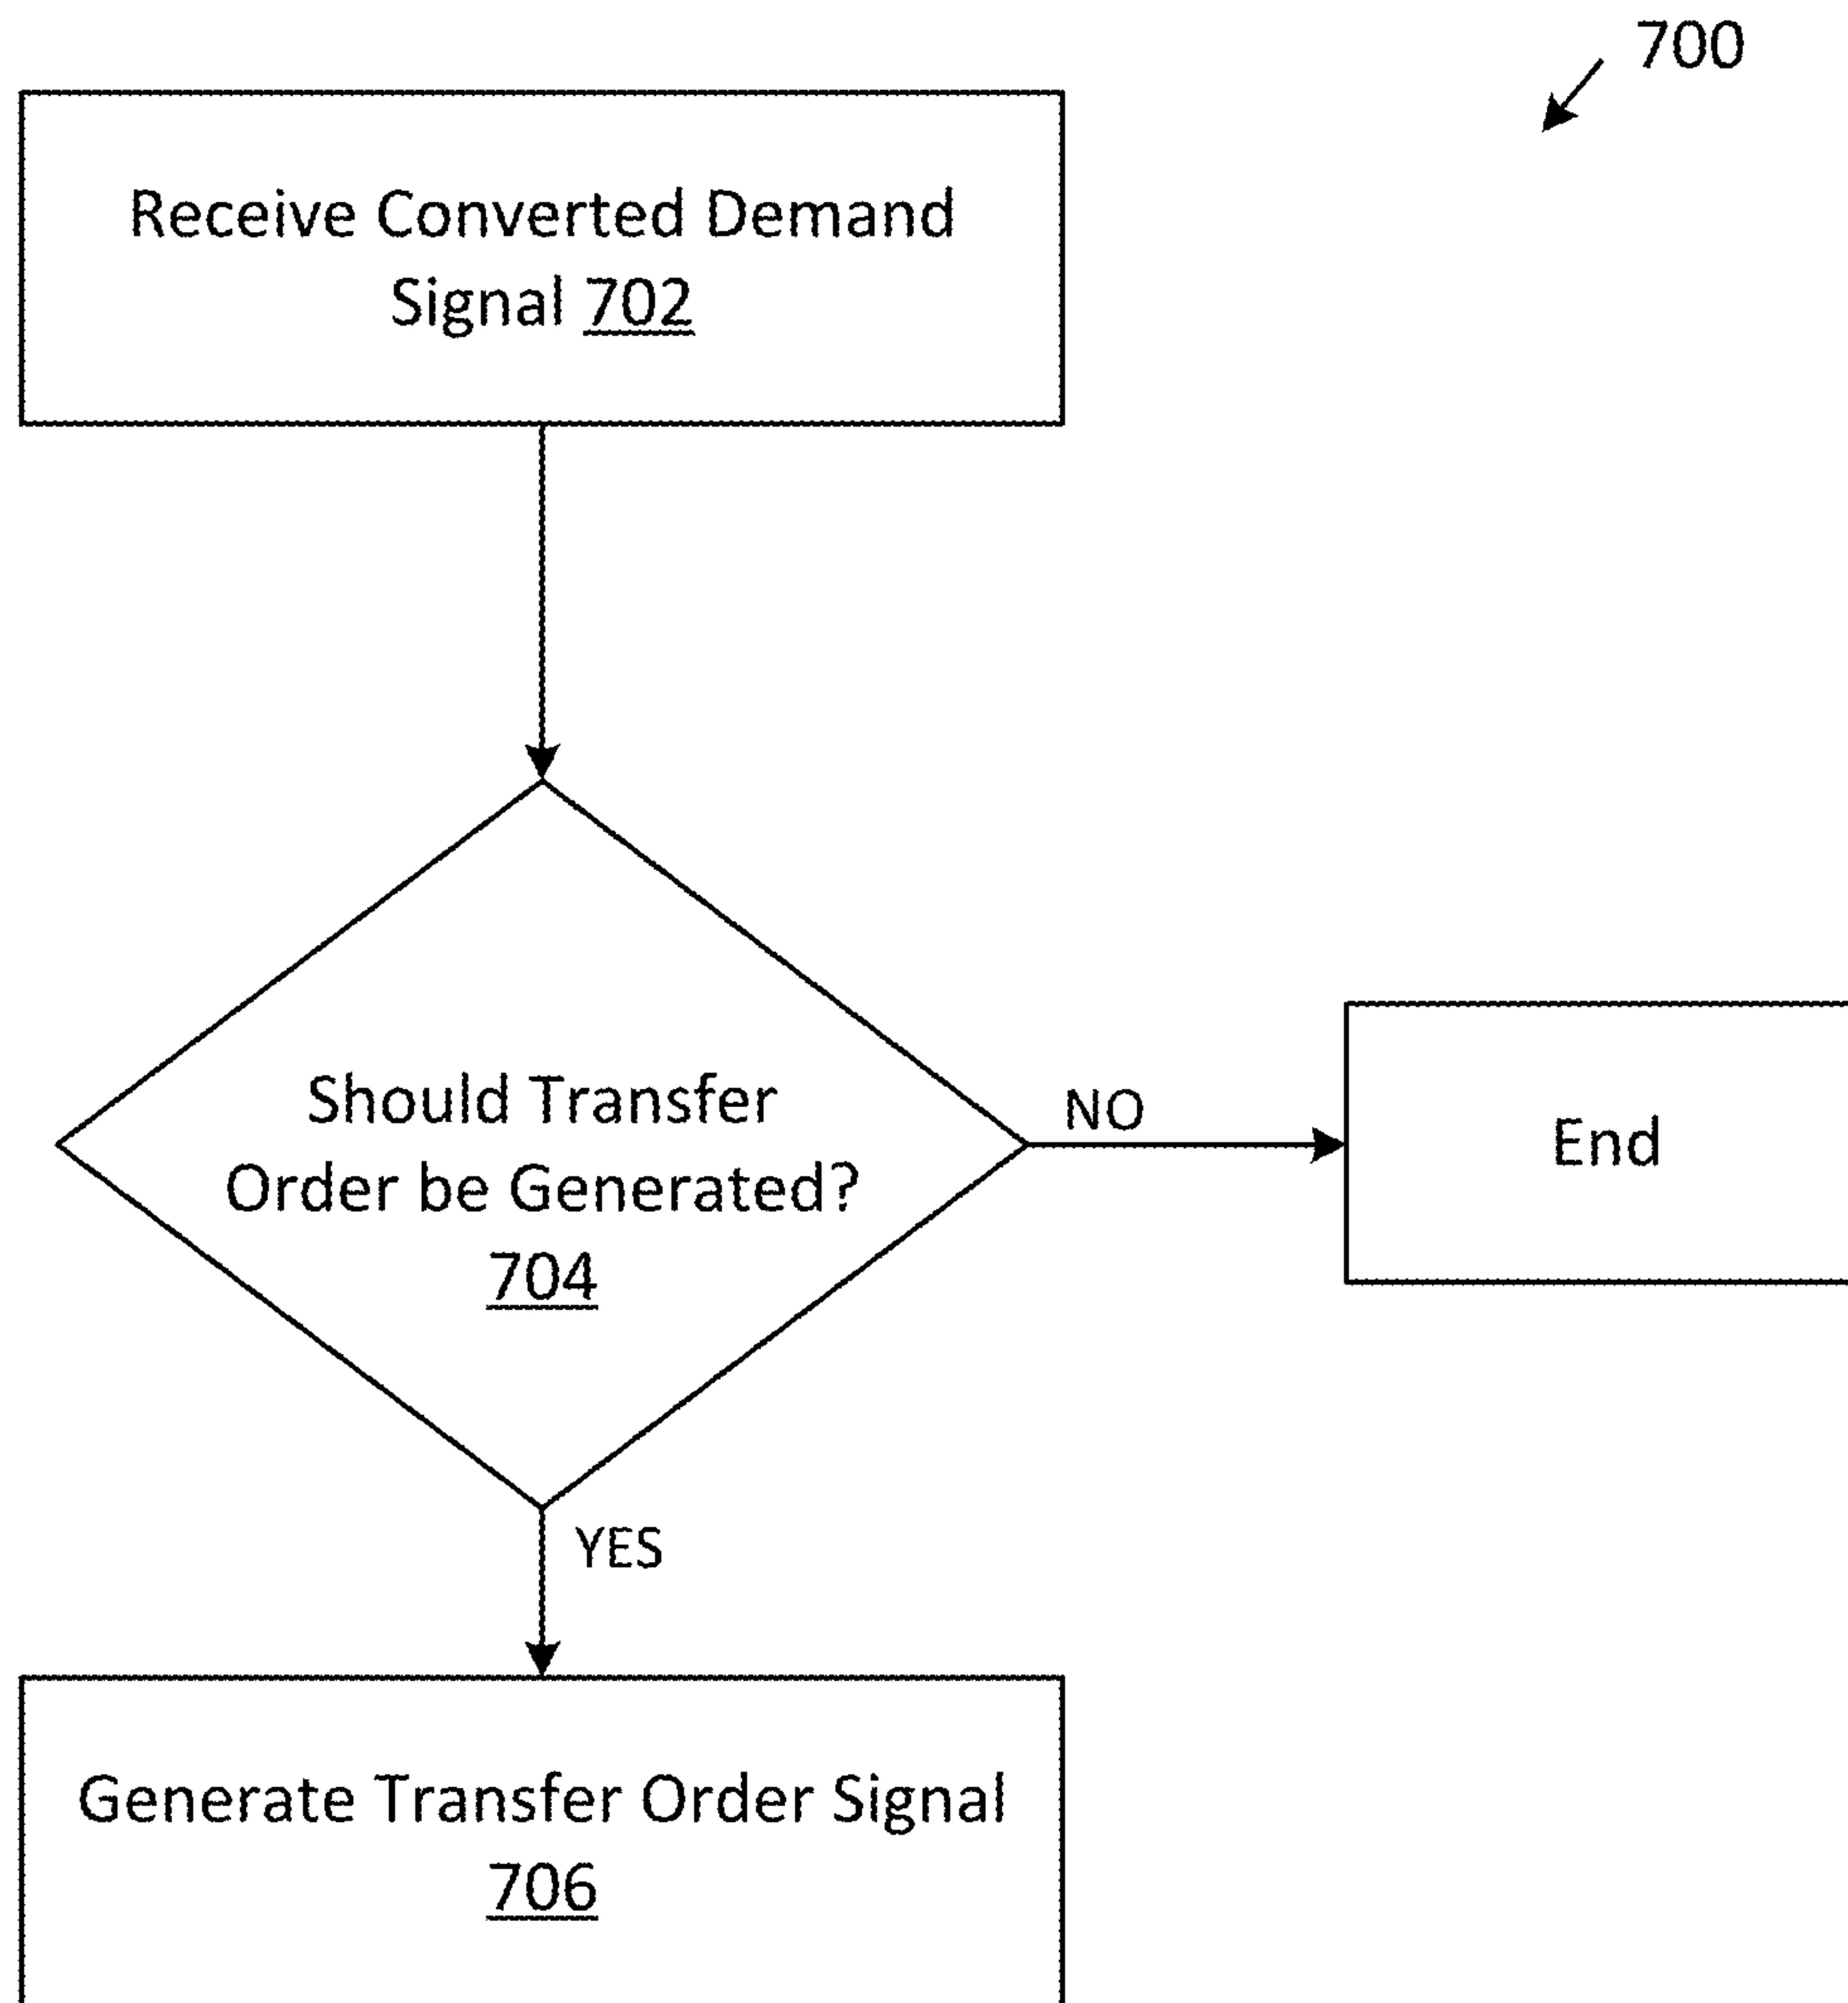 700
Receive Converted Demand
Signal 702
Should Transfer
Order be Generated?
704
NO
End
YES
Generate Transfer Order Signal
706